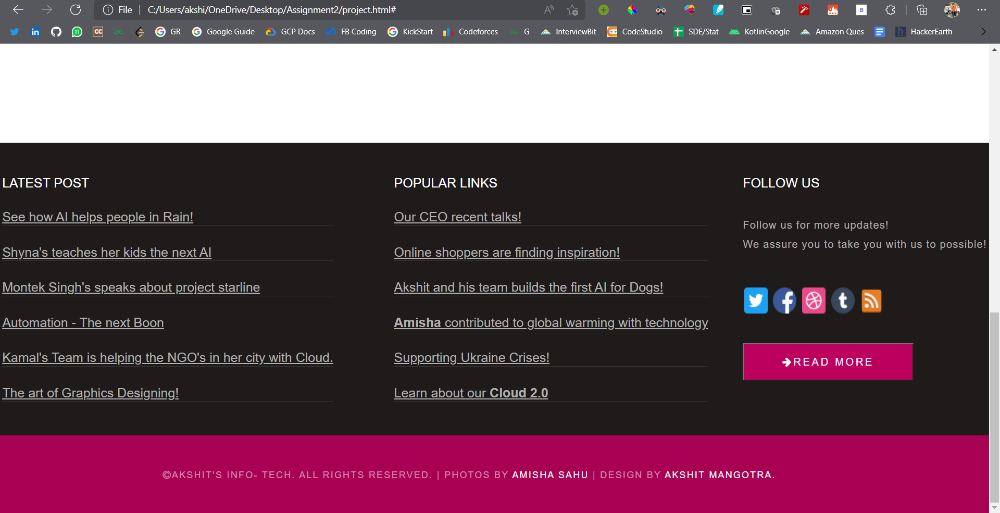 File C:/Users/akshi/OneDrive/Desktop/Assignment2/project.html#
GR Google Guide GCP Docs FB Coding KickStart Codeforces G InterviewBit CodeStudio SDE/Stat KotlinGoogle Amazon Ques HackerEarth
LATEST POST
See how AI helps people in Rain!
Shyna's teaches her kids the next AI
Montek Singh's speaks about project starline
Automation - The next Boon
Kamal's Team is helping the NGO's in her city with Cloud.
The art of Graphics Designing!
POPULAR LINKS
Our CEO recent talks!
Online shoppers are finding inspiration!
Akshit and his team builds the first AI for Dogs!
Amisha contributed to global warming with technology
Supporting Ukraine Crises!
Learn about our Cloud 2.0
FOLLOW US
Follow us for more updates!
We assure you to take you with us to possible!
READ MORE
©AKSHIT'S INFO- TECH. ALL RIGHTS RESERVED. | PHOTOS BY AMISHA SAHU | DESIGN BY AKSHIT MANGOTRA.